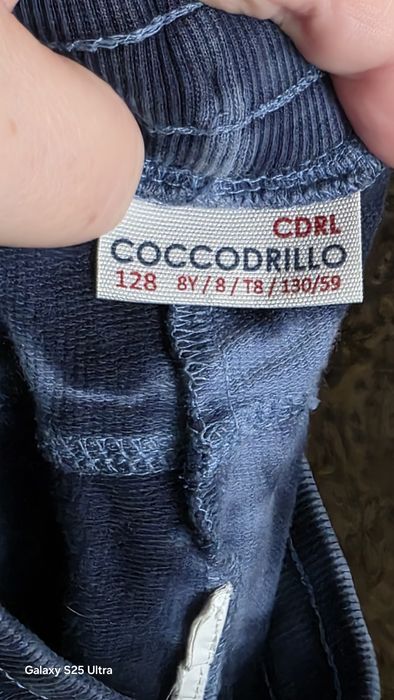 CDRL
COCCODRILLO
128 8Y / 8 / T8 / 130/59
Galaxy S25 Ultra